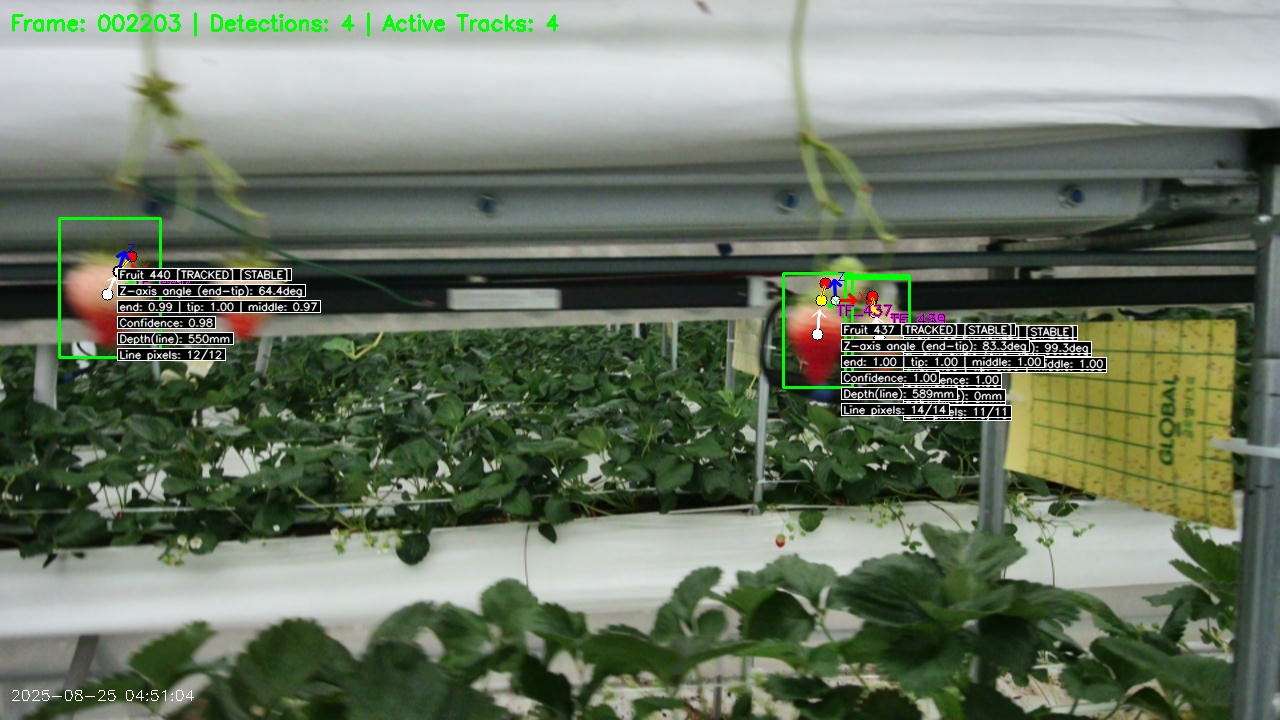 Frame: 002203 | Detections: 4 | Active Tracks: 4
Z
Fruit 440 [TRACKED] [STABLE]
Z-axis angle (end-tip): 64.4deg
end: 0.99 | tip: 1.00 | middle: 0.97
Confidence: 0.98
Depth(line): 550mm
Line pixels: 12/12
Z
TF_437
TF_439
Fruit 437 [TRACKED] [STABLE]
[STABLE]
Z-axis angle (end-tip): 83.3deg
: 99.3deg
end: 1.00 | tip: 1.00 | middle: 1.00
ddle: 1.00
Confidence: 1.00
ence: 1.00
Depth(line): 589mm
): 0mm
Line pixels: 14/14
els: 11/11
GLOBAL
2025-08-25 04:51:04